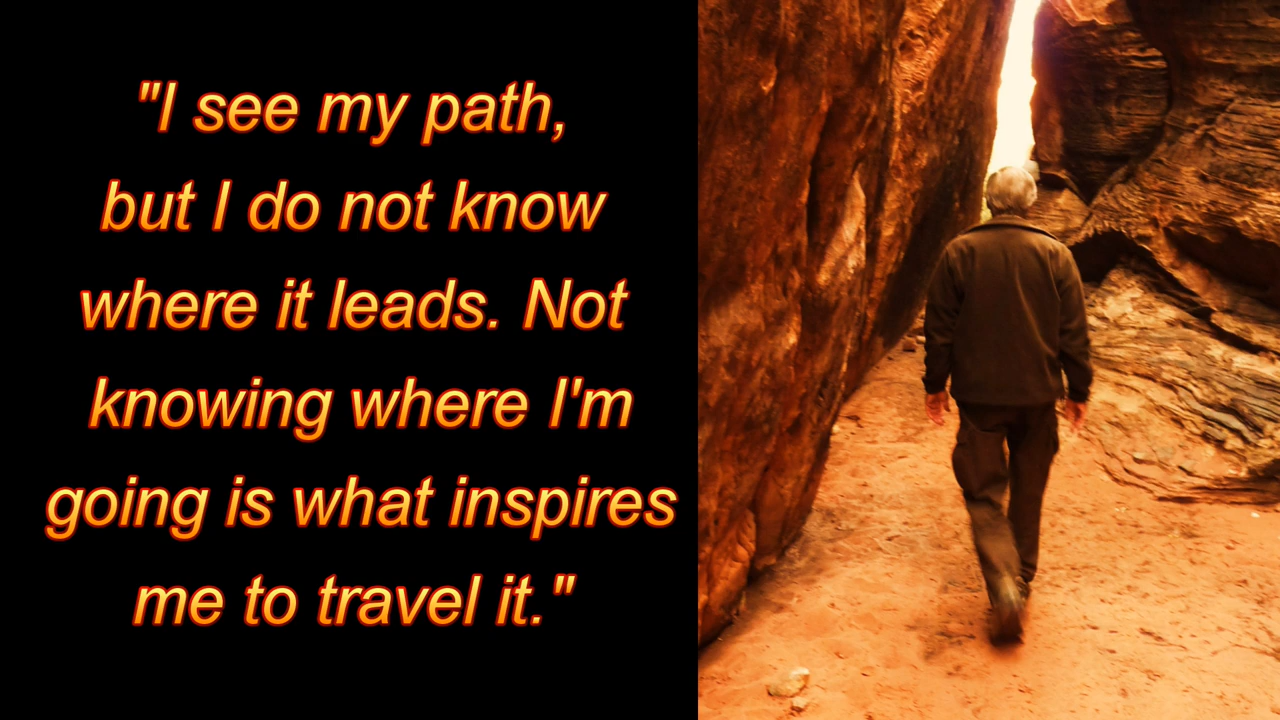 "I see my path,
but I do not know
where it leads. Not
knowing where I'm
going is what inspires
me to travel it."